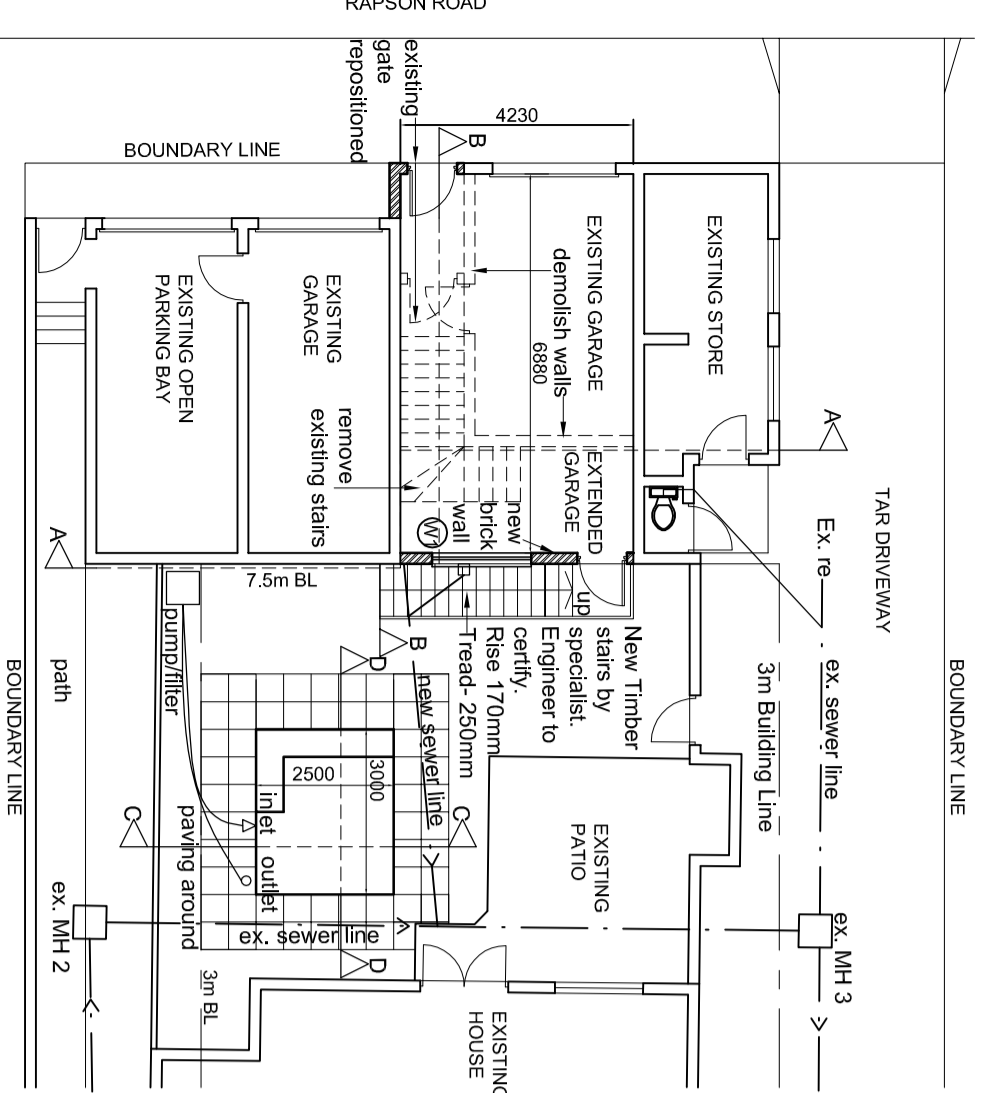 RAPSON ROAD
existing
gate
repositioned
4230
B
BOUNDARY LINE
EXISTING GARAGE
demolish walls
6880
EXISTING STORE
EXISTING OPEN
PARKING BAY
EXISTING
GARAGE
remove
existing stairs
EXTENDED
GARAGE
new
brick
wall
W1
A
A
TAR DRIVEWAY
Ex. re
ex. sewer line
3m Building Line
BOUNDARY LINE
7.5m BL
up
New Timber
stairs by
specialist.
Engineer to
certify.
Rise 170mm
Tread- 250mm
B
D
new sewer line
pump/filter
path
BOUNDARY LINE
2500
3000
inlet
outlet
C
C
paving around
EXISTING
PATIO
ex. sewer line
D
ex. MH 2
ex. MH 3
3m BL
EXISTING
HOUSE